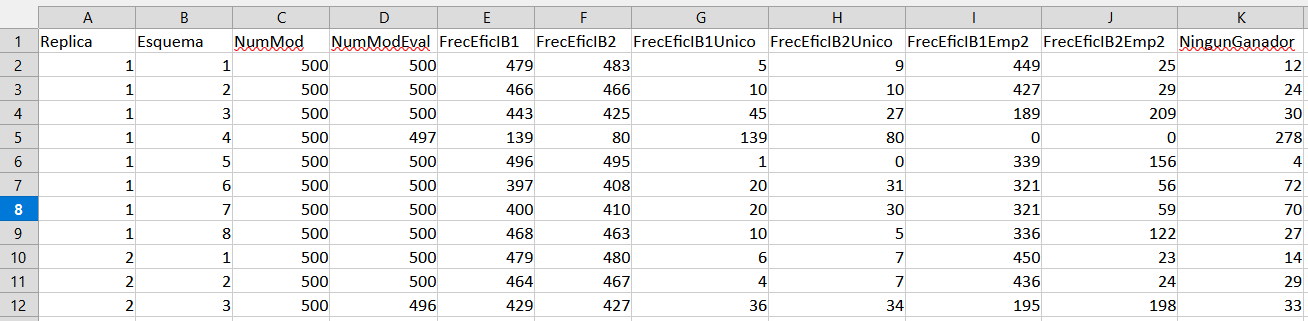 A B C D E F G H I J K
1 Replica Esquema NumMod NumModEval FrecEficIB1 FrecEficIB2 FrecEficIB1Unico FrecEficIB2Unico FrecEficIB1Emp2 FrecEficIB2Emp2 NingunGanador
2 1 1 500 500 479 483 5 9 449 25 12
3 1 2 500 500 466 466 10 10 427 29 24
4 1 3 500 500 443 425 45 27 189 209 30
5 1 4 500 497 139 80 139 80 0 0 278
6 1 5 500 500 496 495 1 0 339 156 4
7 1 6 500 500 397 408 20 31 321 56 72
8 1 7 500 500 400 410 20 30 321 59 70
9 1 8 500 500 468 463 10 5 336 122 27
10 2 1 500 500 479 480 6 7 450 23 14
11 2 2 500 500 464 467 4 7 436 24 29
12 2 3 500 496 429 427 36 34 195 198 33